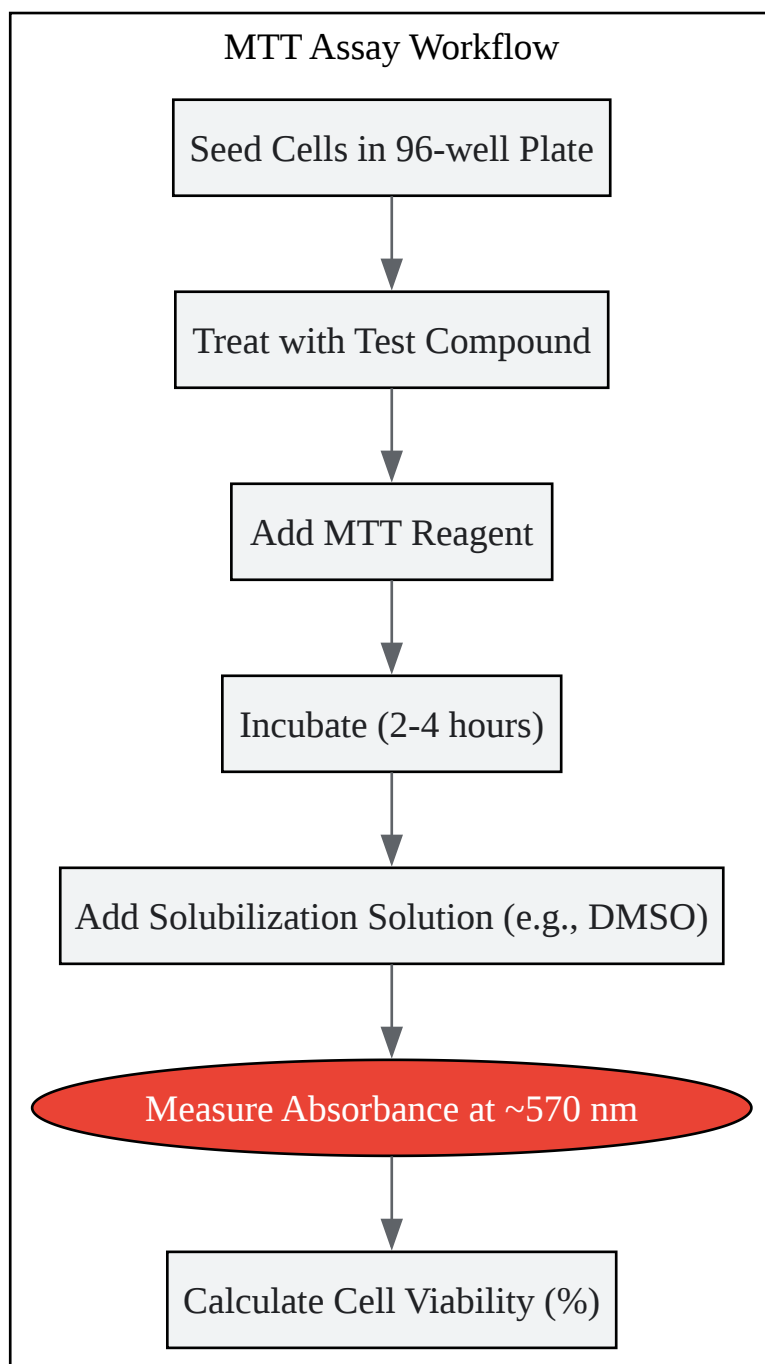 MTT Assay Workflow
Seed Cells in 96-well Plate
Treat with Test Compound
Add MTT Reagent
Incubate (2-4 hours)
Add Solubilization Solution (e.g., DMSO)
Measure Absorbance at ~570 nm
Calculate Cell Viability (%)